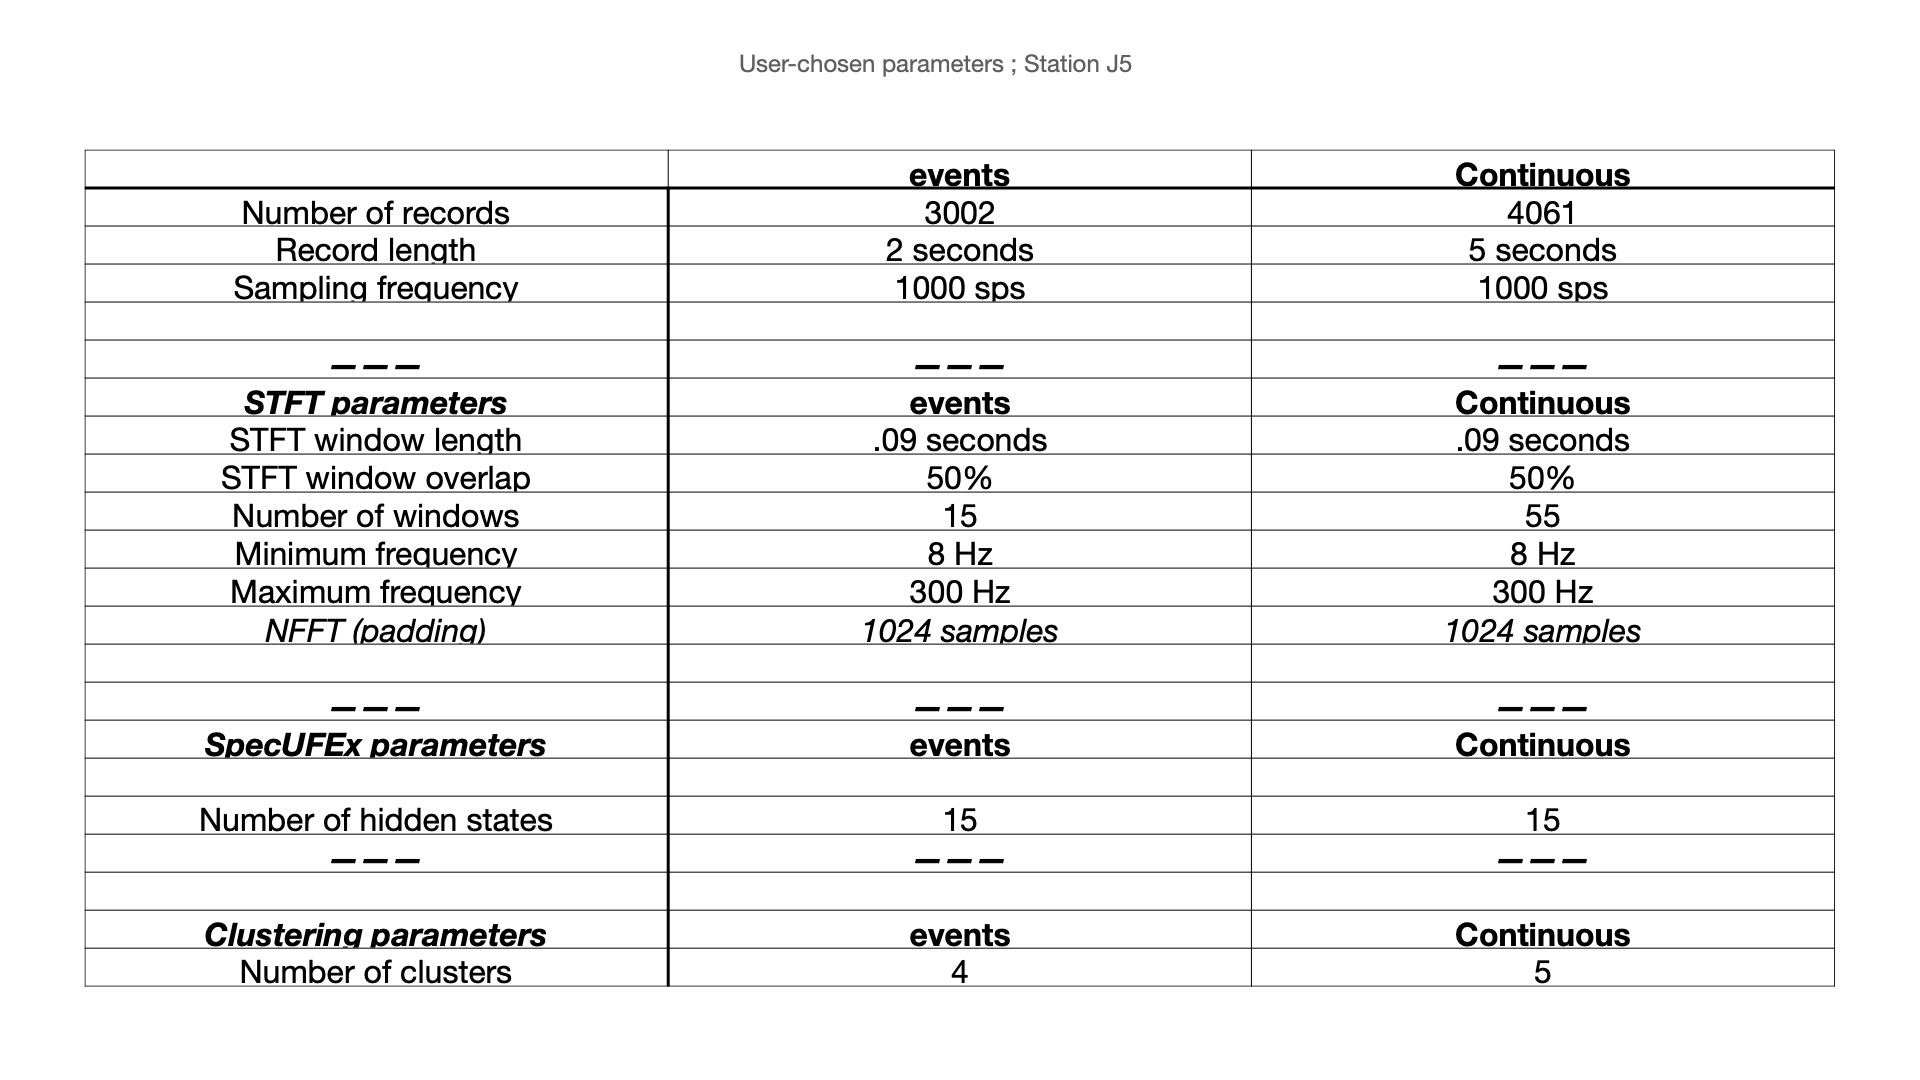 User-chosen parameters ; Station J5
events Continuous
Number of records 3002 4061
Record length 2 seconds 5 seconds
Sampling frequency 1000 sps 1000 sps
— — — — — — — — —
STFT parameters events Continuous
STFT window length .09 seconds .09 seconds
STFT window overlap 50% 50%
Number of windows 15 55
Minimum frequency 8 Hz 8 Hz
Maximum frequency 300 Hz 300 Hz
NFFT (padding) 1024 samples 1024 samples
— — — — — — — — —
SpecUFEx parameters events Continuous
Number of hidden states 15 15
— — — — — — — — —
Clustering parameters events Continuous
Number of clusters 4 5